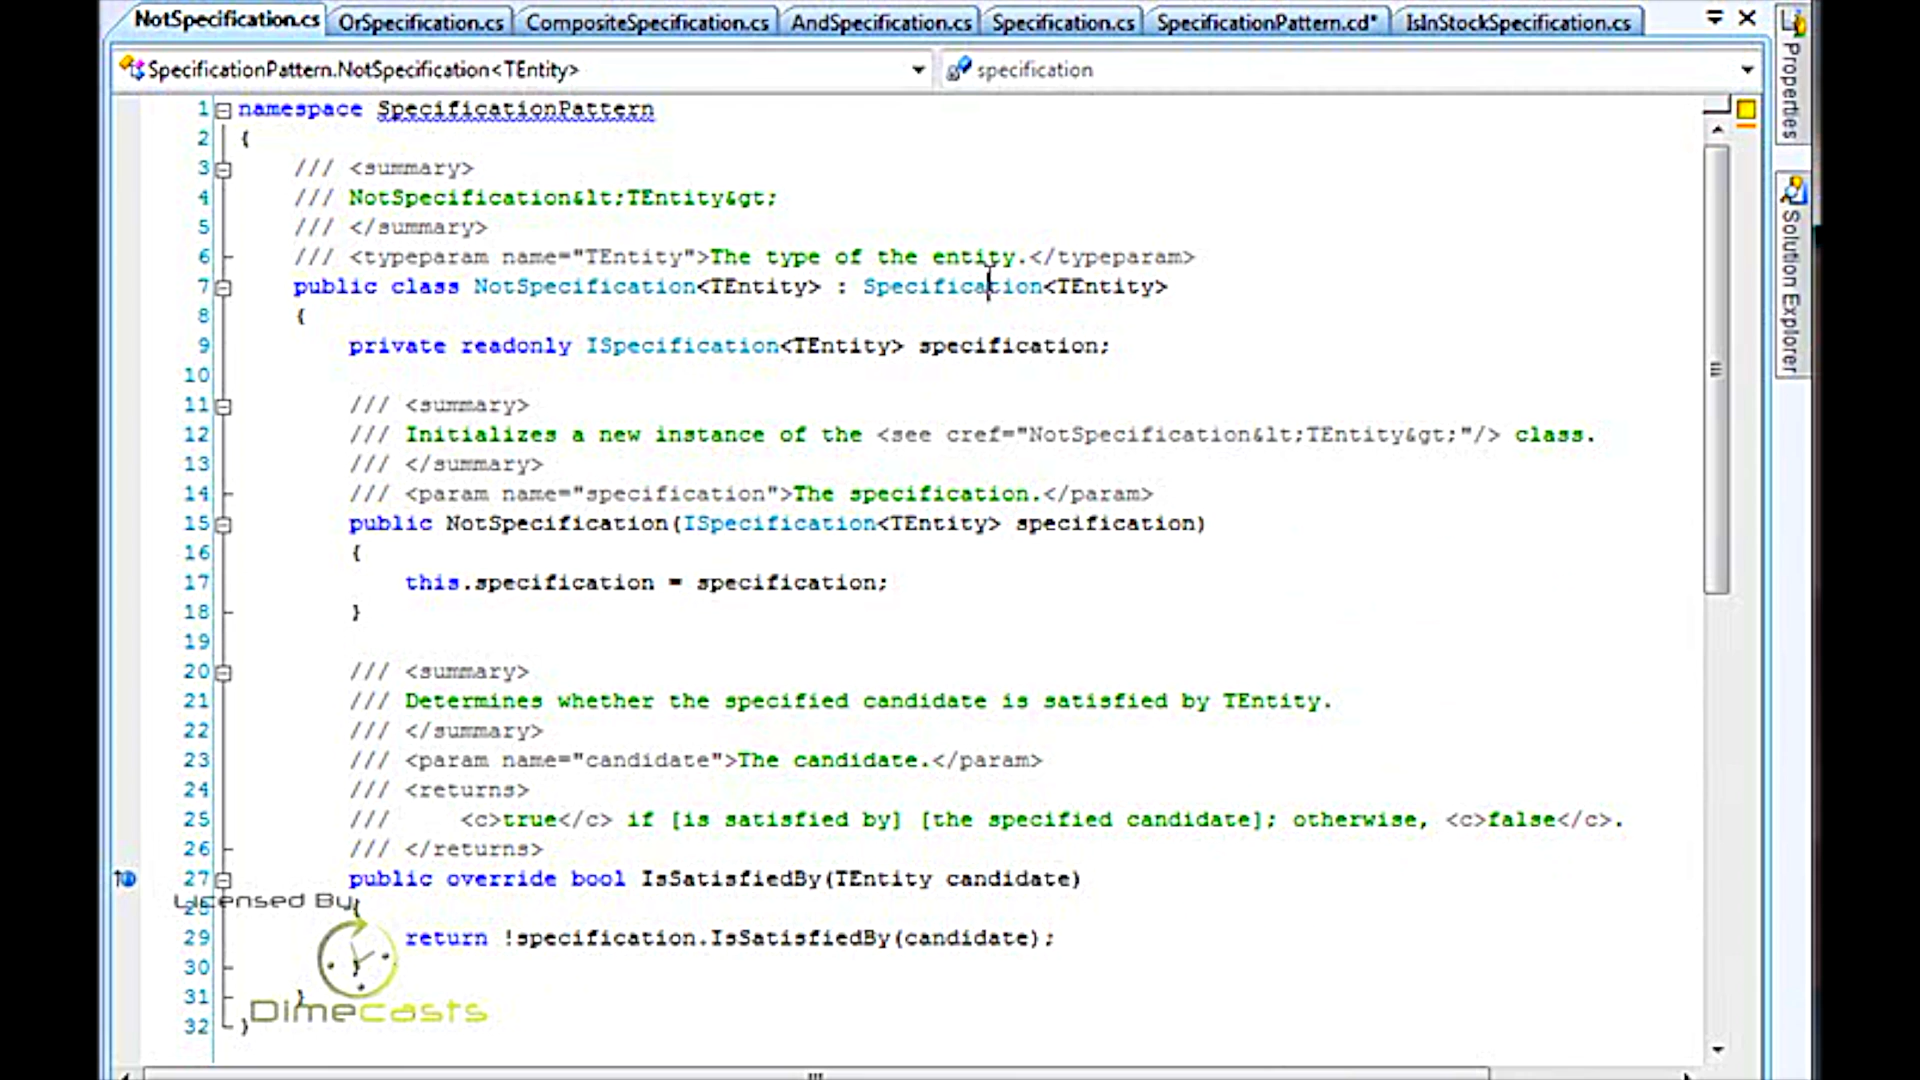 NotSpecification.cs OrSpecification.cs CompositeSpecification.cs AndSpecification.cs Specification.cs SpecificationPattern.cd* IsInStockSpecification.cs
SpecificationPattern.NotSpecification<TEntity> specification
Properties
Solution Explorer
1 namespace SpecificationPattern
2 {
3 /// <summary>
4 /// NotSpecification&lt;TEntity&gt;
5 /// </summary>
6 /// <typeparam name="TEntity">The type of the entity.</typeparam>
7 public class NotSpecification<TEntity> : Specification<TEntity>
8 {
9 private readonly ISpecification<TEntity> specification;
10
11 /// <summary>
12 /// Initializes a new instance of the <see cref="NotSpecification&lt;TEntity&gt;"/> class.
13 /// </summary>
14 /// <param name="specification">The specification.</param>
15 public NotSpecification(ISpecification<TEntity> specification)
16 {
17 this.specification = specification;
18 }
19
20 /// <summary>
21 /// Determines whether the specified candidate is satisfied by TEntity.
22 /// </summary>
23 /// <param name="candidate">The candidate.</param>
24 /// <returns>
25 /// <c>true</c> if [is satisfied by] [the specified candidate]; otherwise, <c>false</c>.
26 /// </returns>
27 public override bool IsSatisfiedBy(TEntity candidate)
Licensed By:
28 {
29 return !specification.IsSatisfiedBy(candidate);
30 }
31 }
Dimecasts
32 }